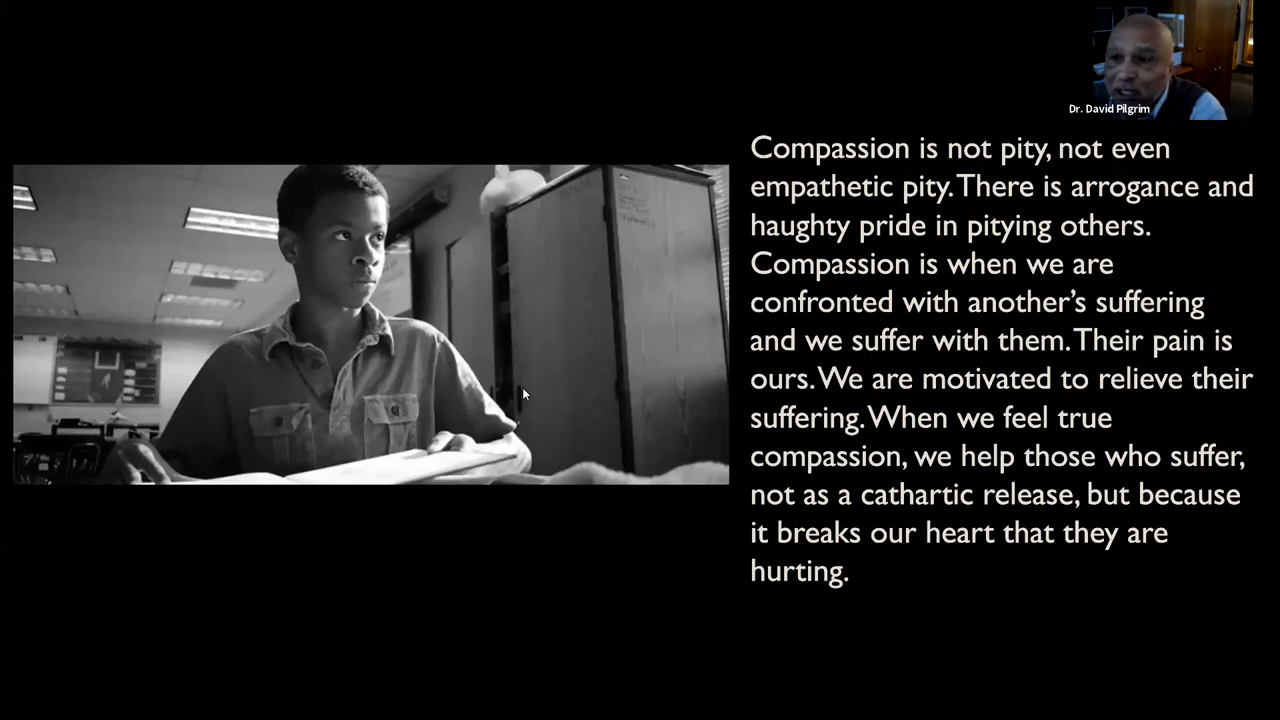 Dr. David Pilgrim
Compassion is not pity, not even
empathetic pity. There is arrogance and
haughty pride in pitying others.
Compassion is when we are
confronted with another’s suffering
and we suffer with them. Their pain is
ours. We are motivated to relieve their
suffering. When we feel true
compassion, we help those who suffer,
not as a cathartic release, but because
it breaks our heart that they are
hurting.